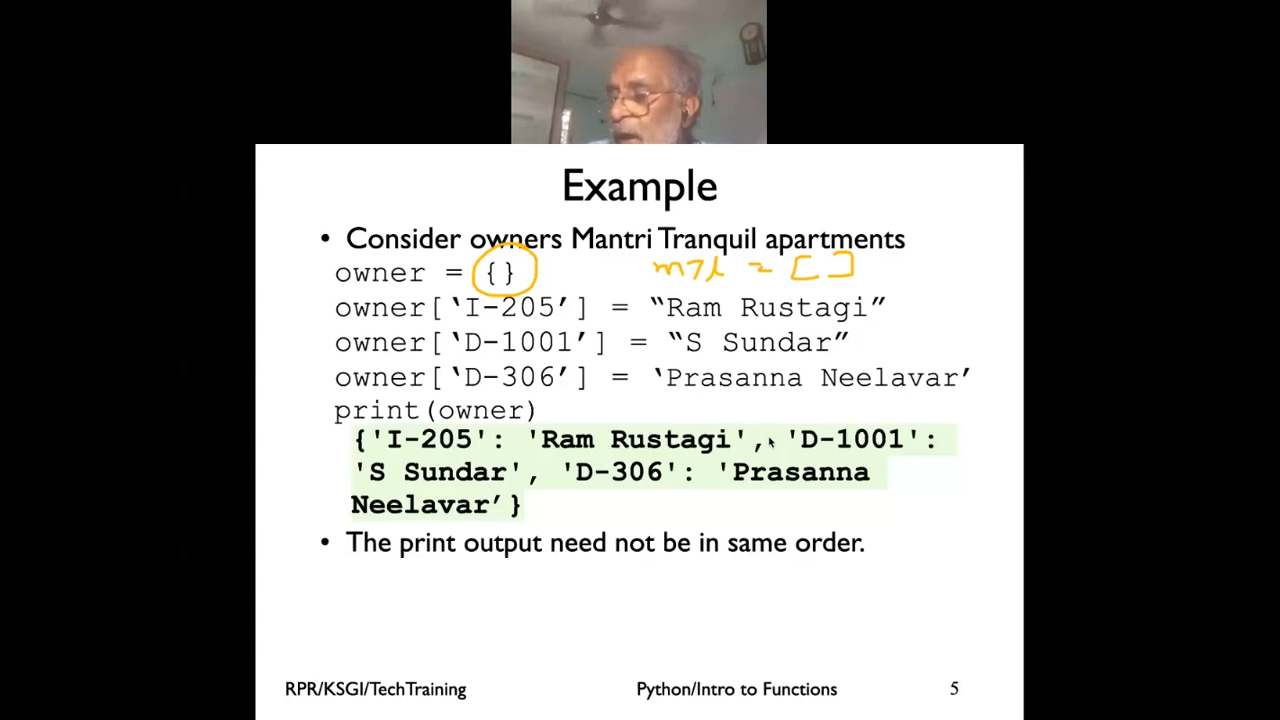 Example
• Consider owners Mantri Tranquil apartments
owner = {} = []
owner[‘I-205’] = “Ram Rustagi”
owner[‘D-1001’] = “S Sundar”
owner[‘D-306’] = ‘Prasanna Neelavar’
print(owner)
{'I-205': 'Ram Rustagi', 'D-1001':
'S Sundar', 'D-306': 'Prasanna
Neelavar’}
• The print output need not be in same order.
RPR/KSGI/TechTraining Python/Intro to Functions 5